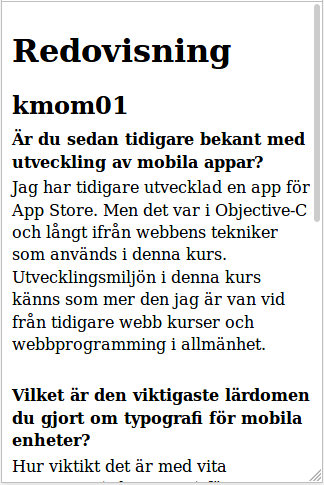 Redovisning
kmom01
Är du sedan tidigare bekant med
utveckling av mobila appar?
Jag har tidigare utvecklad en app för
App Store. Men det var i Objective-C
och långt ifrån webbens tekniker
som används i denna kurs.
Utvecklingsmiljön i denna kurs
känns som mer den jag är van vid
från tidigare webb kurser och
webbprogramming i allmänhet.
Vilket är den viktigaste lärdomen
du gjort om typografi för mobila
enheter?
Hur viktikt det är med vita